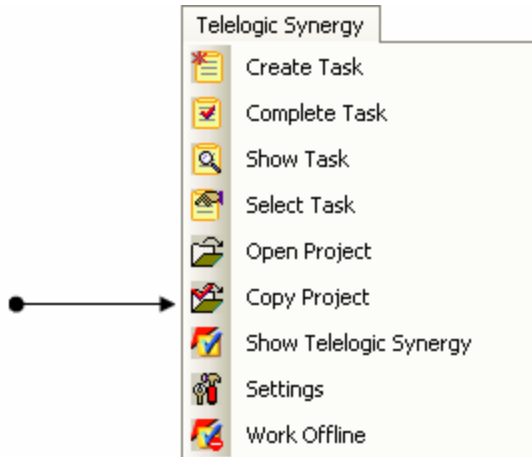 Telelogic Synergy
Create Task
Complete Task
Show Task
Select Task
Open Project
Copy Project
Show Telelogic Synergy
Settings
Work Offline